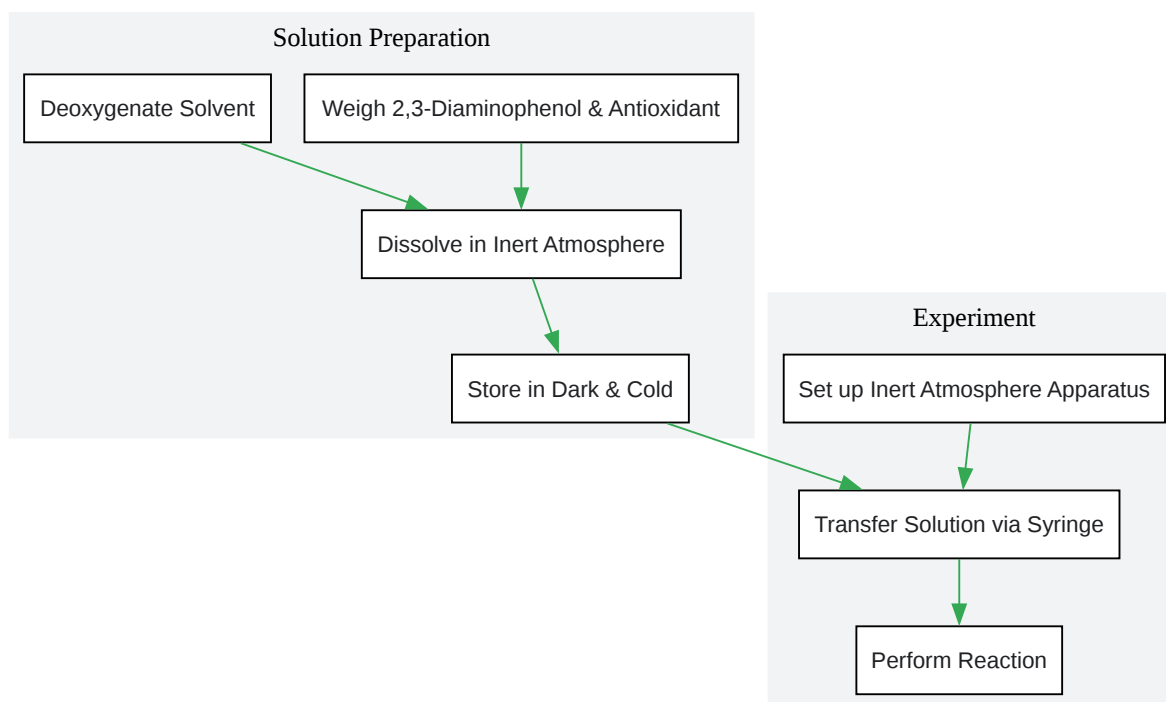 Solution Preparation
Deoxygenate Solvent
Weigh 2,3-Diaminophenol & Antioxidant
Dissolve in Inert Atmosphere
Store in Dark & Cold
Experiment
Set up Inert Atmosphere Apparatus
Transfer Solution via Syringe
Perform Reaction